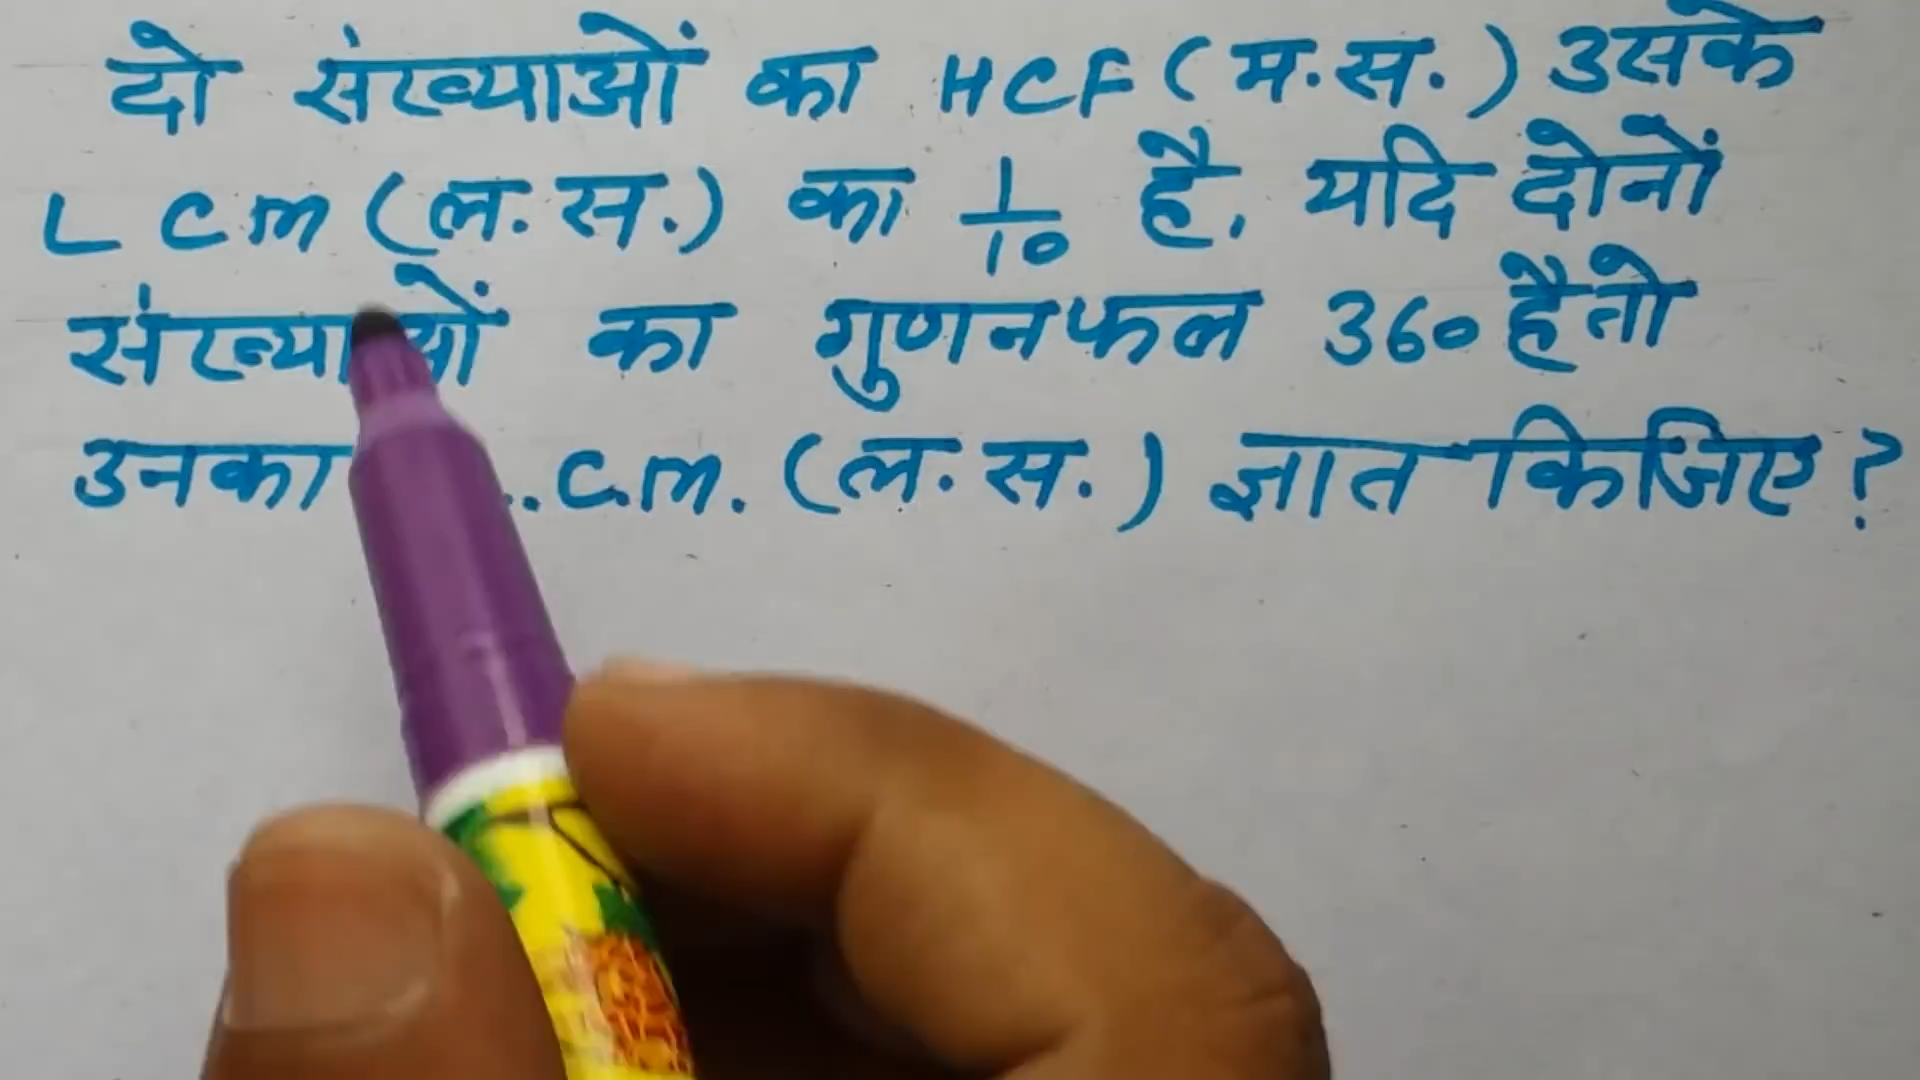 दो संख्याओं का HCF (म.स.) उसके
LCM (ल.स.) का 1/10 है, यदि दोनों
संख्याओं का गुणनफल 360 है तो
उनका .C.M. (ल.स.) ज्ञात किजिए ?